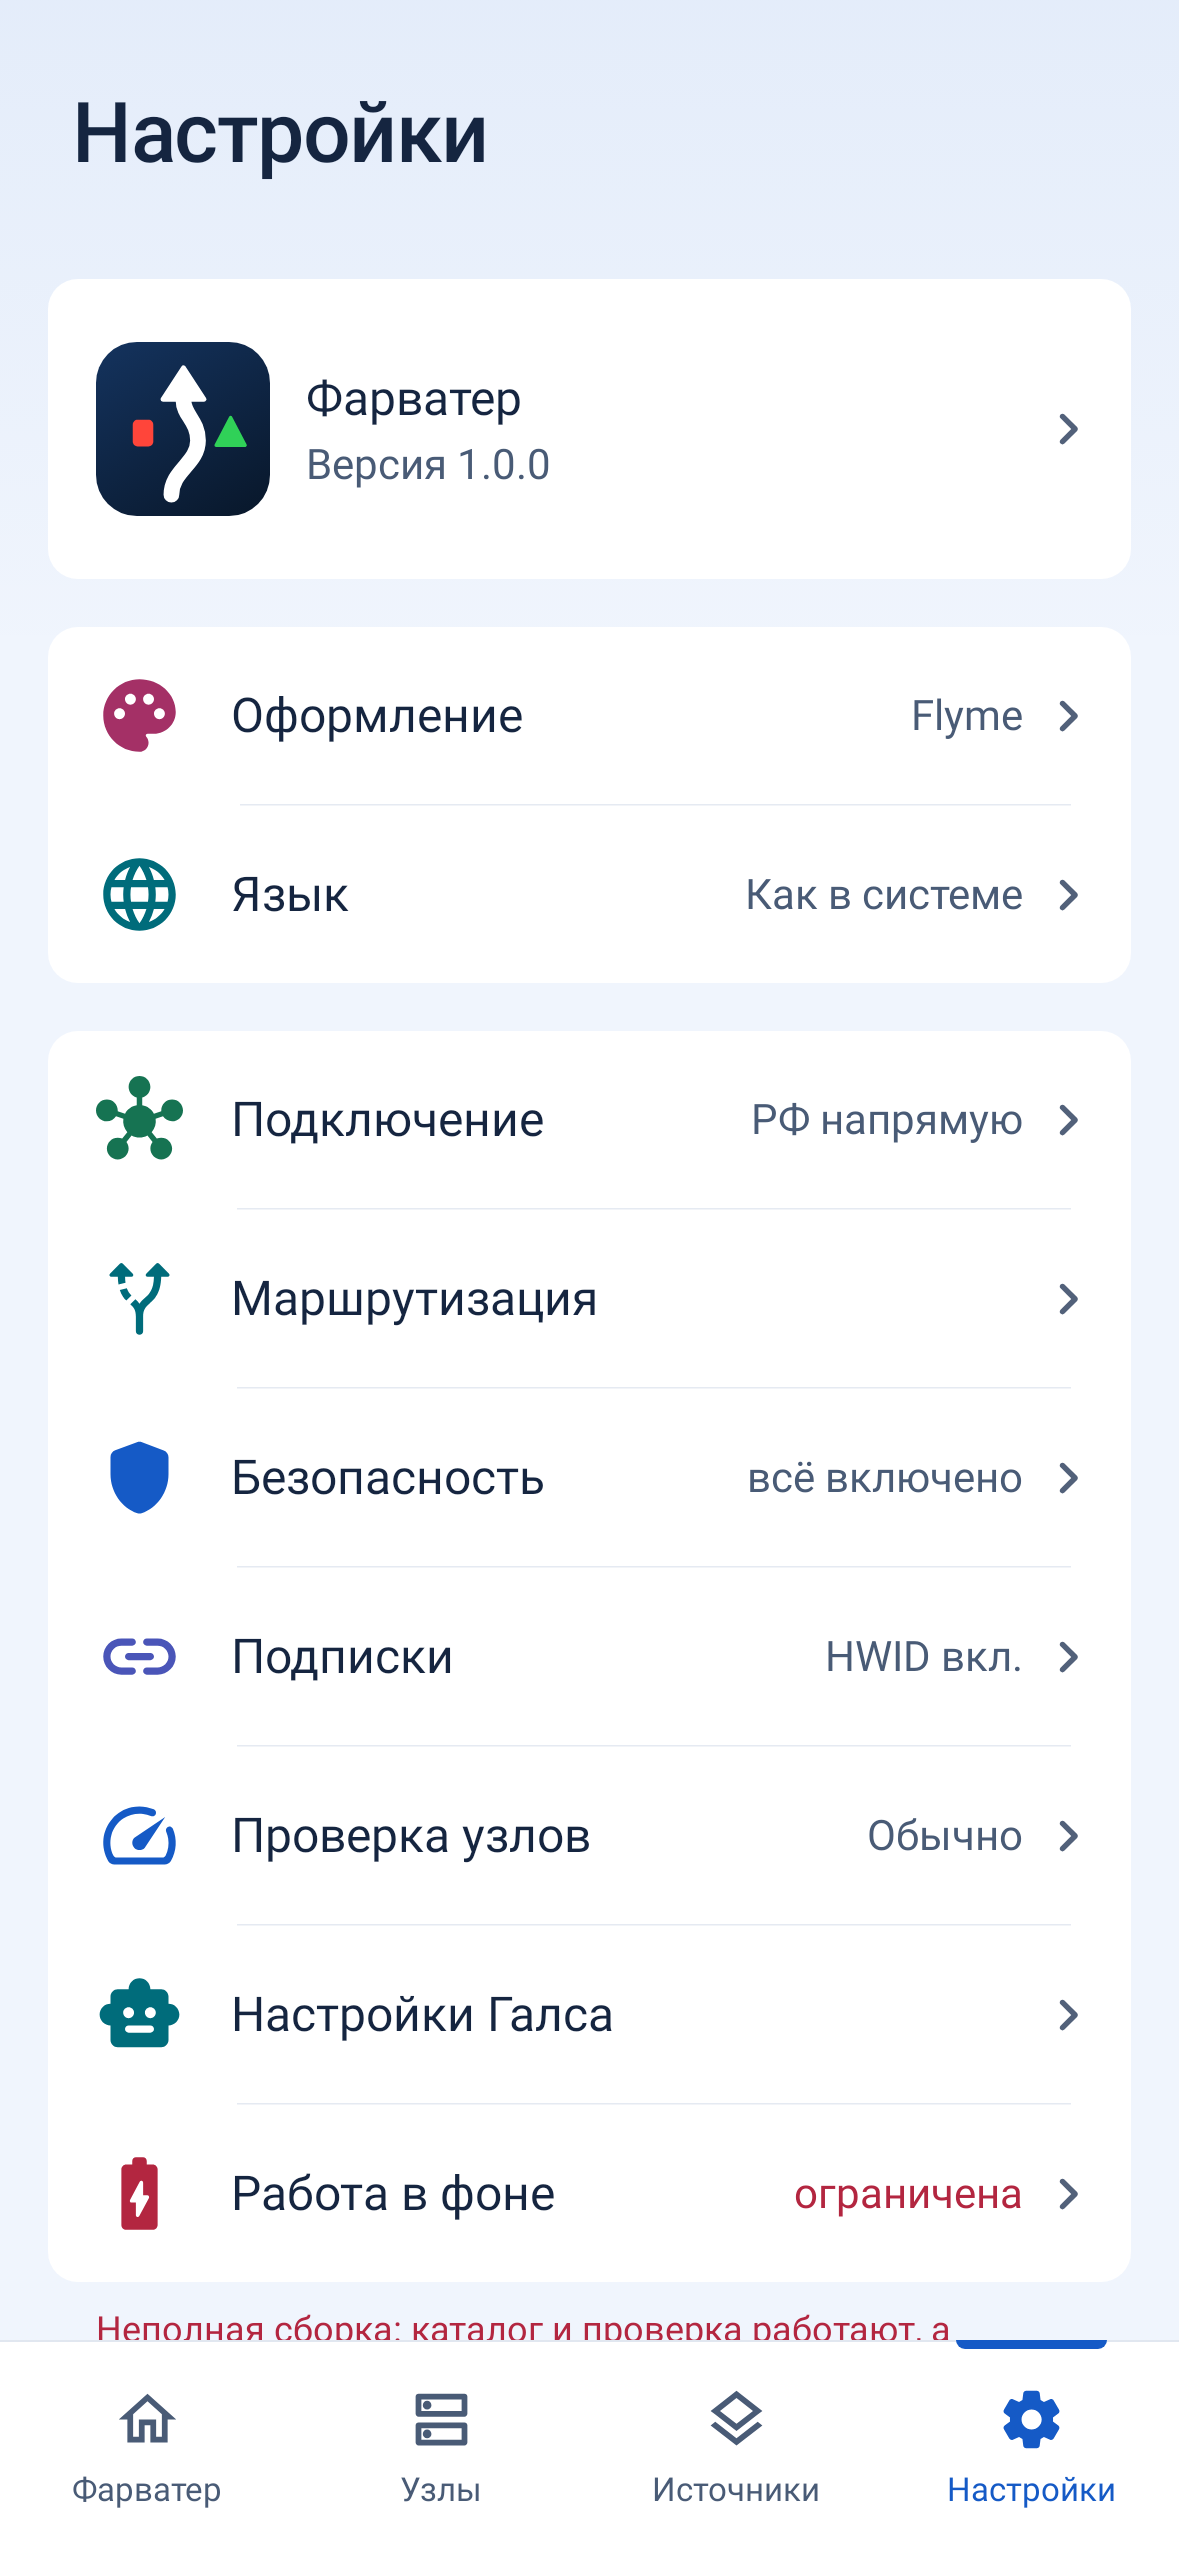 Настройки
Фарватер
Версия 1.0.0
Оформление Flyme
Язык Как в системе
Подключение РФ напрямую
Маршрутизация
Безопасность всё включено
Подписки HWID вкл.
Проверка узлов Обычно
Настройки Галса
Работа в фоне ограничена
Неполная сборка: каталог и проверка работают, а
Фарватер Узлы Источники Настройки